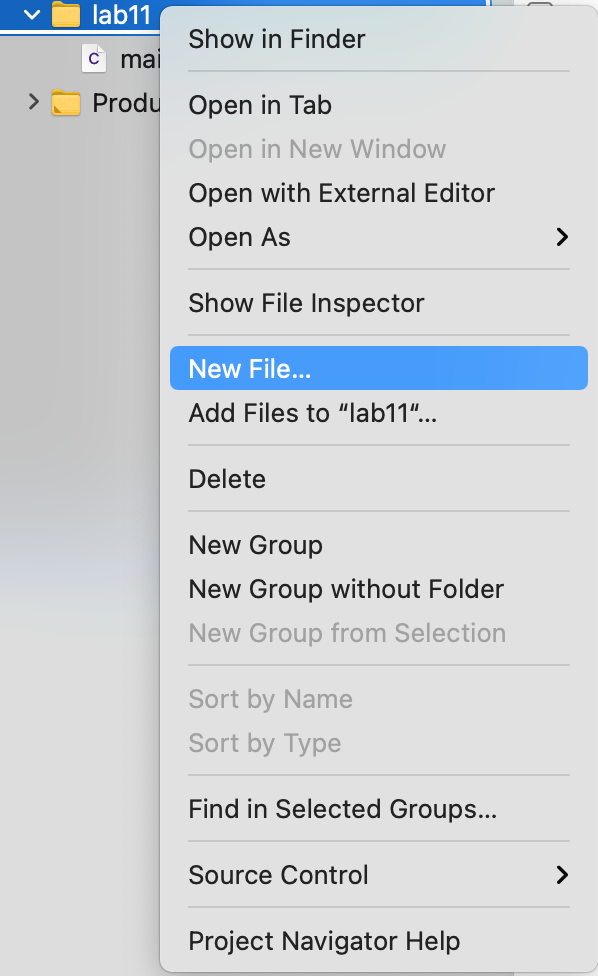 lab11
Show in Finder
C
mai
Open in Tab
Produ
Open in New Window
Open with External Editor
Open As
Show File Inspector
New File...
Add Files to “lab11“...
Delete
New Group
New Group without Folder
New Group from Selection
Sort by Name
Sort by Type
Find in Selected Groups...
Source Control
Project Navigator Help